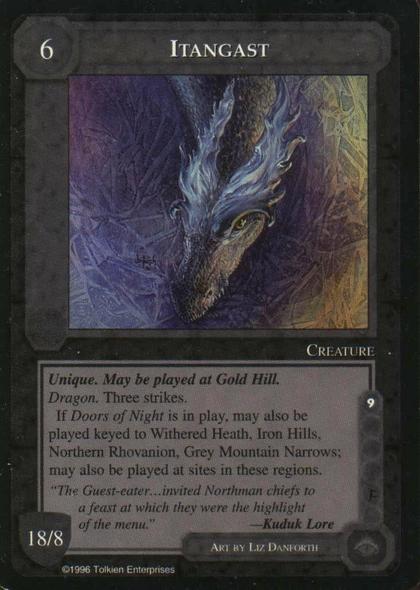 6
ITANGAST
CREATURE
Unique. May be played at Gold Hill.
Dragon. Three strikes.
If Doors of Night is in play, may also be
played keyed to Withered Heath, Iron Hills,
Northern Rhovanion, Grey Mountain Narrows;
may also be played at sites in these regions.
9
“The Guest-eater…invited Northman chiefs to
a feast at which they were the highlight
of the menu.”
—Kuduk Lore
18/8
ART BY LIZ DANFORTH
©1996 Tolkien Enterprises